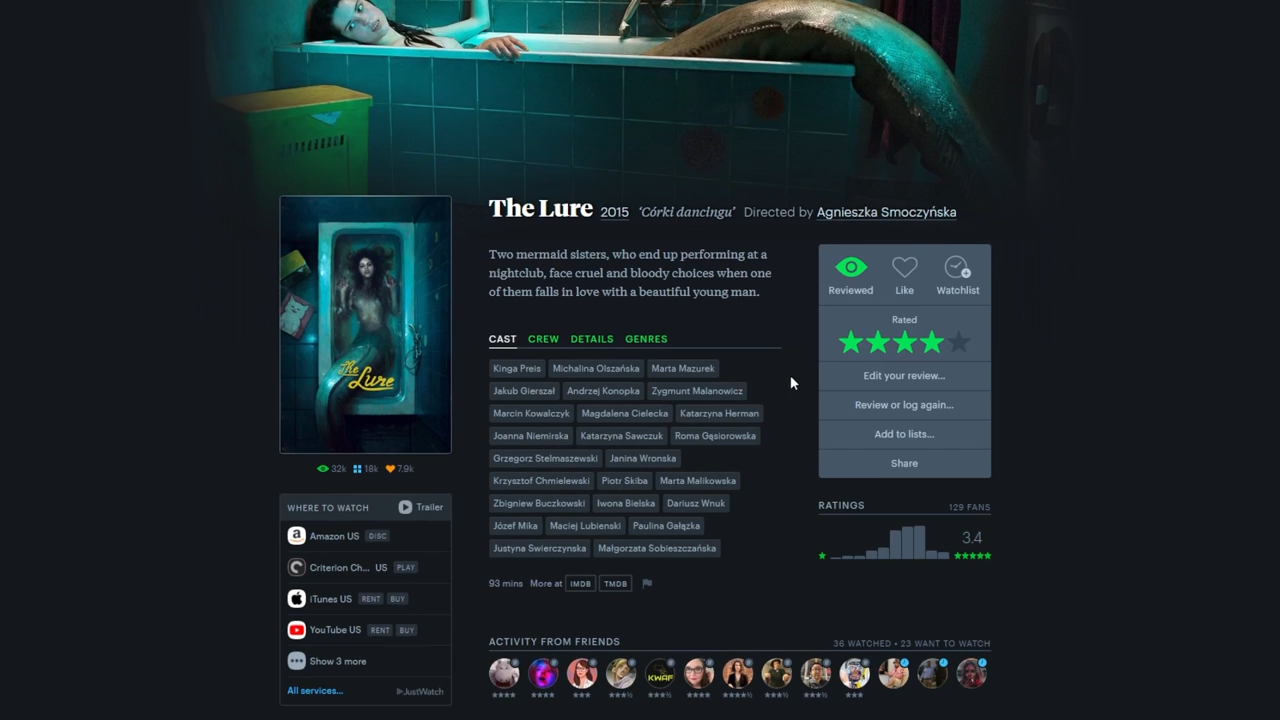 The Lure 2015 ‘Córki dancingu’ Directed by Agnieszka Smoczyńska
Two mermaid sisters, who end up performing at a
nightclub, face cruel and bloody choices when one
of them falls in love with a beautiful young man.
CAST CREW DETAILS GENRES
Kinga Preis Michalina Olszańska Marta Mazurek
Jakub Gierszał Andrzej Konopka Zygmunt Malanowicz
Marcin Kowalczyk Magdalena Cielecka Katarzyna Herman
Joanna Niemirska Katarzyna Sawczuk Roma Gąsiorowska
Grzegorz Stelmaszewski Janina Wronska
Krzysztof Chmielewski Piotr Skiba Marta Malikowska
Zbigniew Buczkowski Iwona Bielska Dariusz Wnuk
Józef Mika Maciej Lubienski Paulina Gałązka
Justyna Świerczynska Małgorzata Sobieszczańska
93 mins More at IMDB TMDB
Reviewed Like Watchlist
Rated
Edit your review...
Review or log again...
Add to lists...
Share
RATINGS 129 FANS
3.4
The Lure
32k 18k 7.9k
WHERE TO WATCH Trailer
Amazon US DISC
Criterion Ch... US PLAY
iTunes US RENT BUY
YouTube US RENT BUY
Show 3 more
All services... JustWatch
ACTIVITY FROM FRIENDS 36 WATCHED • 23 WANT TO WATCH
KWAF